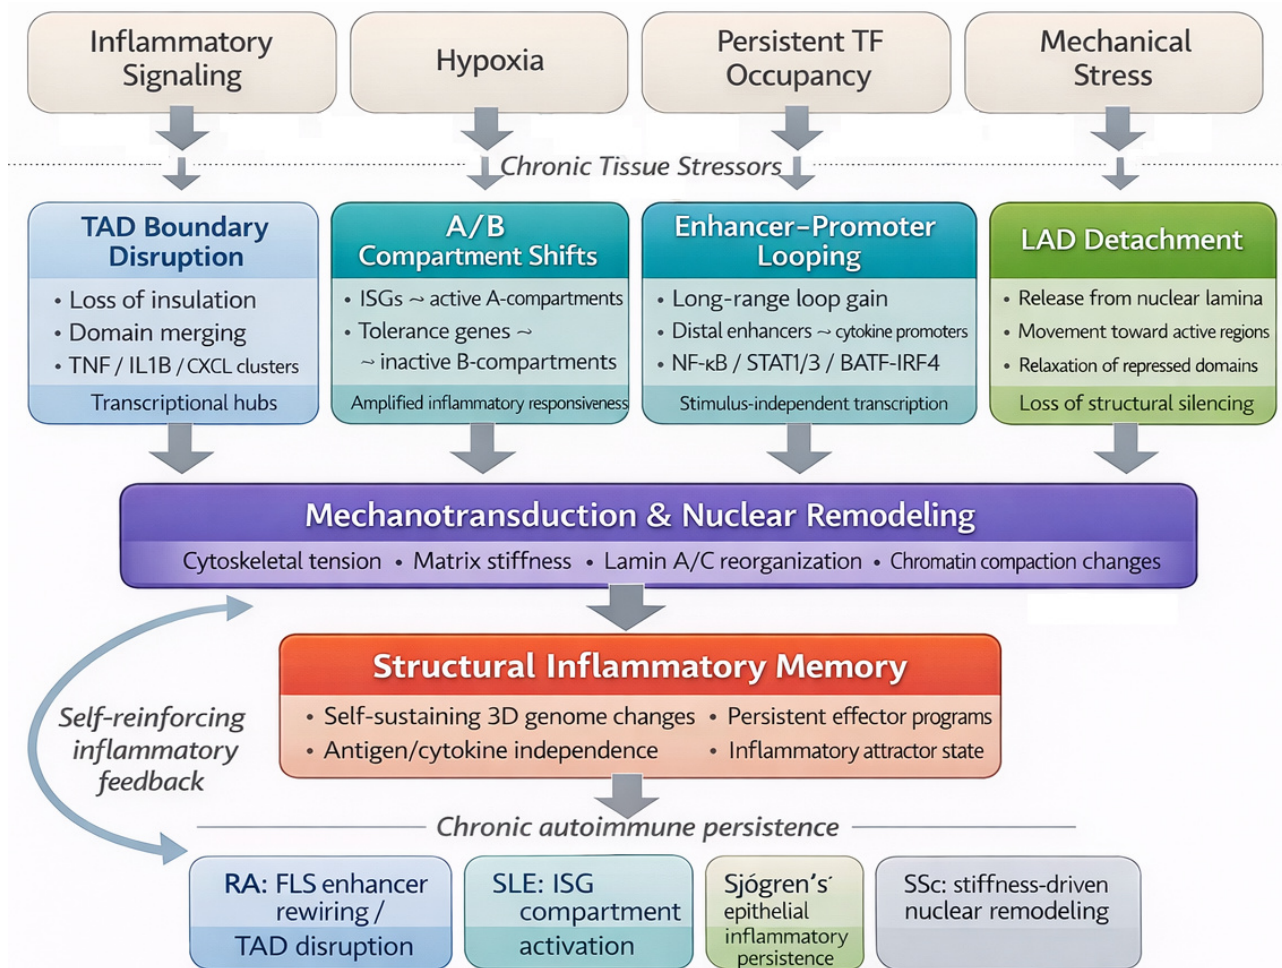 Inflammatory
Signaling
Hypoxia
Persistent TF
Occupancy
Mechanical
Stress
Chronic Tissue Stressors
TAD Boundary
Disruption
• Loss of insulation
• Domain merging
• TNF / IL1B / CXCL clusters
Transcriptional hubs
A/B
Compartment Shifts
• ISGs ~ active A-compartments
• Tolerance genes ~
~ inactive B-compartments
Amplified inflammatory responsiveness
Enhancer–Promoter
Looping
• Long-range loop gain
• Distal enhancers ~ cytokine promoters
• NF-κB / STAT1/3 / BATF-IRF4
Stimulus-independent transcription
LAD Detachment
• Release from nuclear lamina
• Movement toward active regions
• Relaxation of repressed domains
Loss of structural silencing
Mechanotransduction & Nuclear Remodeling
Cytoskeletal tension • Matrix stiffness • Lamin A/C reorganization • Chromatin compaction changes
Structural Inflammatory Memory
• Self-sustaining 3D genome changes • Persistent effector programs
• Antigen/cytokine independence • Inflammatory attractor state
Self-reinforcing
inflammatory
feedback
Chronic autoimmune persistence
RA: FLS enhancer
rewiring /
TAD disruption
SLE: ISG
compartment
activation
Sjógren's
epithelial
inflammatory
persistence
SSc: stiffness-driven
nuclear remodeling